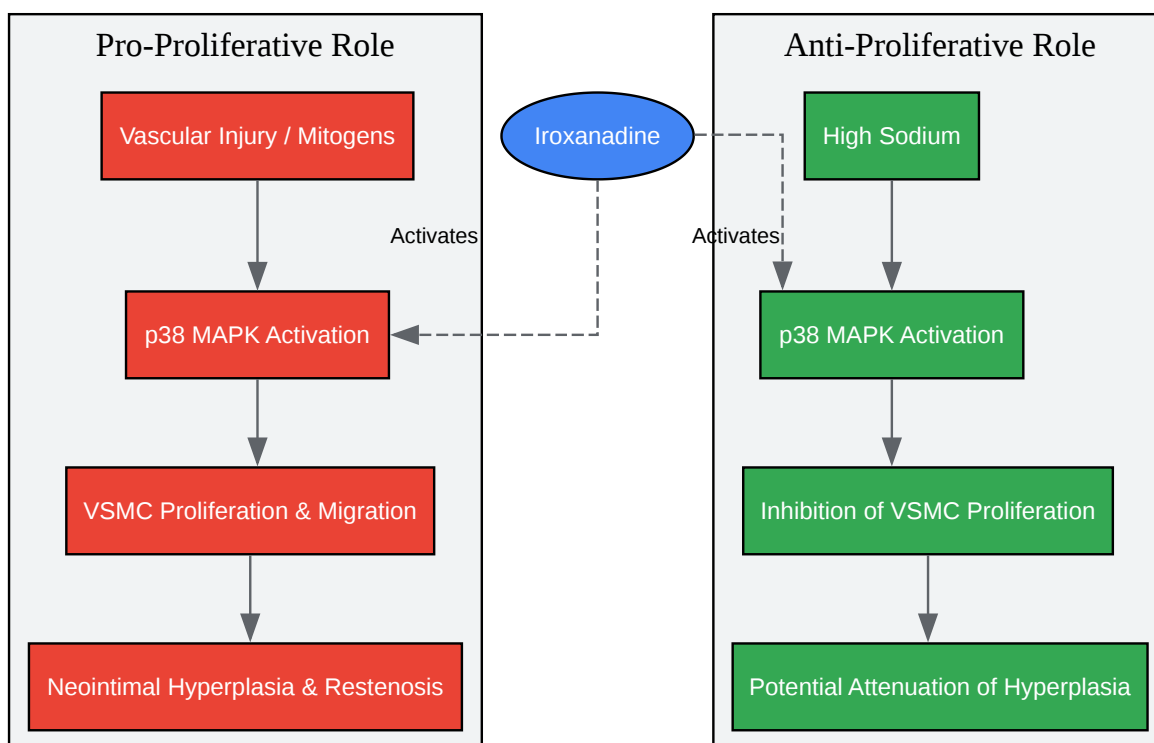 Pro-Proliferative Role
Vascular Injury / Mitogens
Activates
p38 MAPK Activation
VSMC Proliferation & Migration
Neointimal Hyperplasia & Restenosis
Iroxanadine
Anti-Proliferative Role
High Sodium
Activates
p38 MAPK Activation
Inhibition of VSMC Proliferation
Potential Attenuation of Hyperplasia